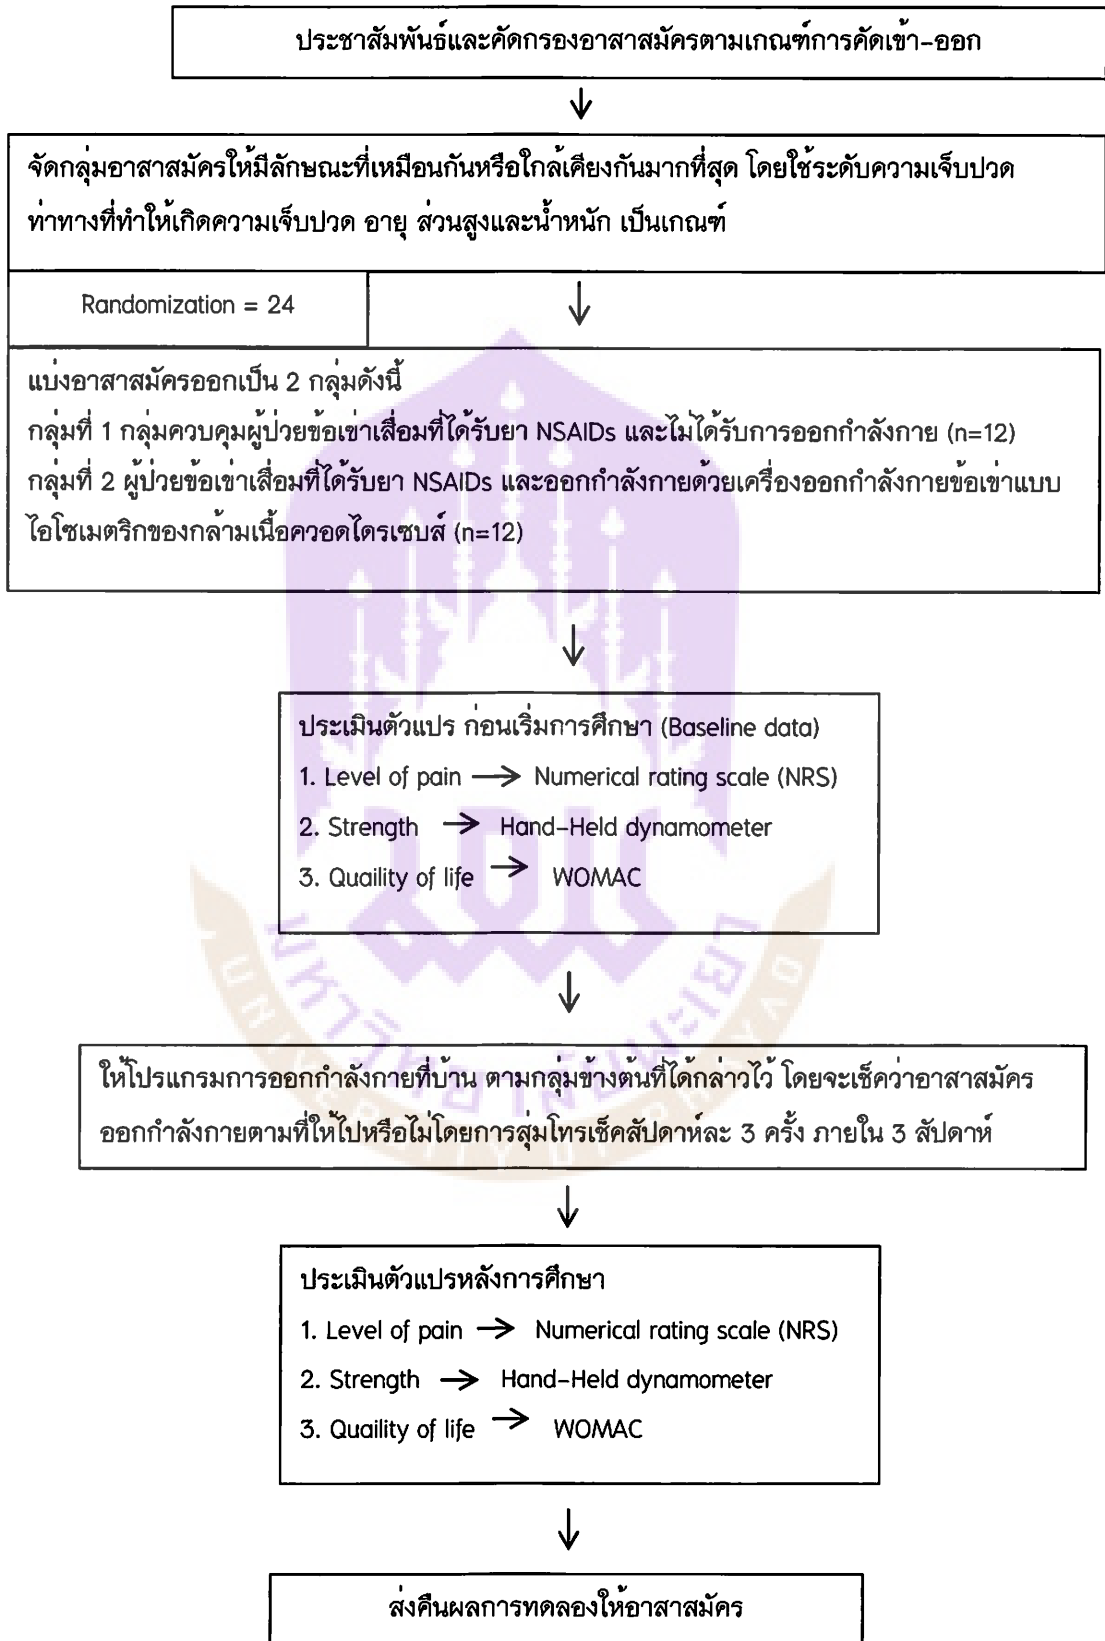 ประชาสัมพันธ์และคัดกรองอาสาสมัครตามเกณฑ์การคัดเข้า-ออก
จัดกลุ่มอาสาสมัครให้มีลักษณะที่เหมือนกันหรือใกล้เคียงกันมากที่สุด โดยใช้ระดับความเจ็บปวด
ท่าทางที่ทำให้เกิดความเจ็บปวด อายุ ส่วนสูงและน้ำหนัก เป็นเกณฑ์
Randomization = 24
แบ่งอาสาสมัครออกเป็น 2 กลุ่มดังนี้
กลุ่มที่ 1 กลุ่มควบคุมผู้ป่วยข้อเข่าเสื่อมที่ได้รับยา NSAIDs และไม่ได้รับการออกกำลังกาย (n=12)
กลุ่มที่ 2 ผู้ป่วยข้อเข่าเสื่อมที่ได้รับยา NSAIDs และออกกำลังกายด้วยเครื่องออกกำลังกายข้อเข่าแบบ
ไอโซเมตริกของกล้ามเนื้อควอดไดรเซบส์ (n=12)
ประเมินตัวแปร ก่อนเริ่มการศึกษา (Baseline data)
1. Level of pain → Numerical rating scale (NRS)
2. Strength → Hand-Held dynamometer
3. Quaility of life → WOMAC
ให้โปรแกรมการออกกำลังกายที่บ้าน ตามกลุ่มข้างต้นที่ได้กล่าวไว้ โดยจะเช็คว่าอาสาสมัคร
ออกกำลังกายตามที่ให้ไปหรือไม่โดยการสุ่มโทรเช็คสัปดาห์ละ 3 ครั้ง ภายใน 3 สัปดาห์
ประเมินตัวแปรหลังการศึกษา
1. Level of pain → Numerical rating scale (NRS)
2. Strength → Hand-Held dynamometer
3. Quaility of life → WOMAC
ส่งคืนผลการทดลองให้อาสาสมัคร
มหาวิทยาลัยพะเยา
UNIVERSITY OF PHAYAO